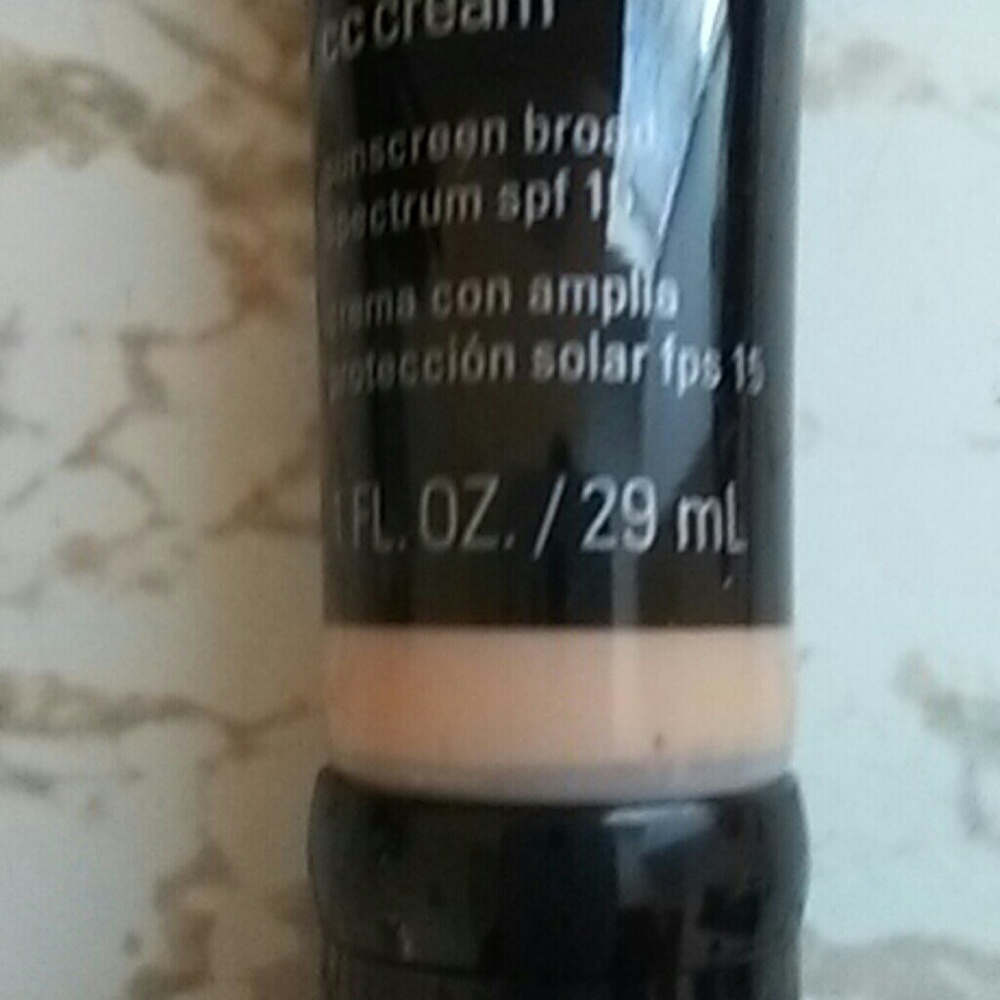 cc cream
sunscreen broad
spectrum spf 15
crema con amplia
protección solar fps 15
1 FL. OZ. / 29 mL